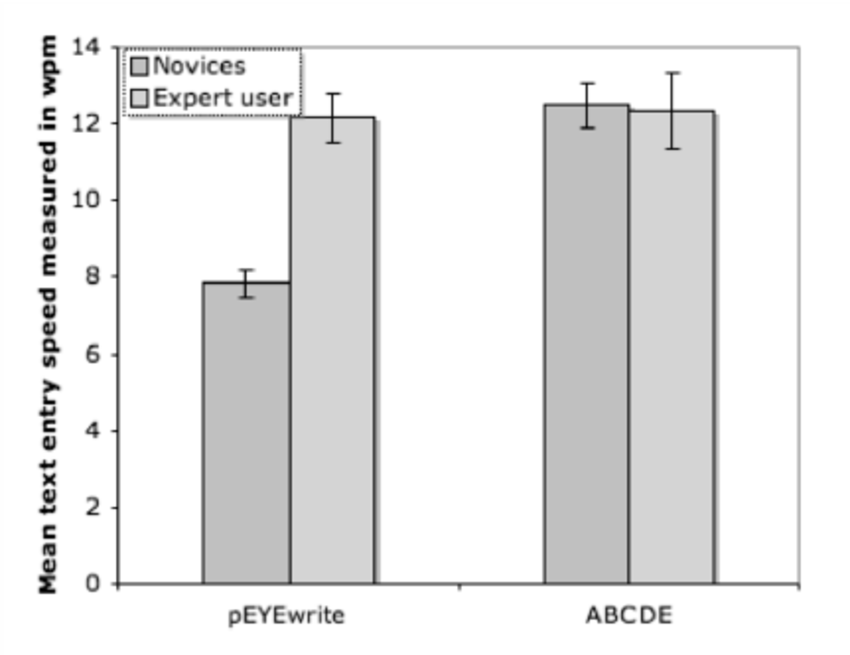 Mean text entry speed measured in wpm
14
12
10
8
6
4
2
0
Novices
Expert user
pEYEwrite
ABCDE